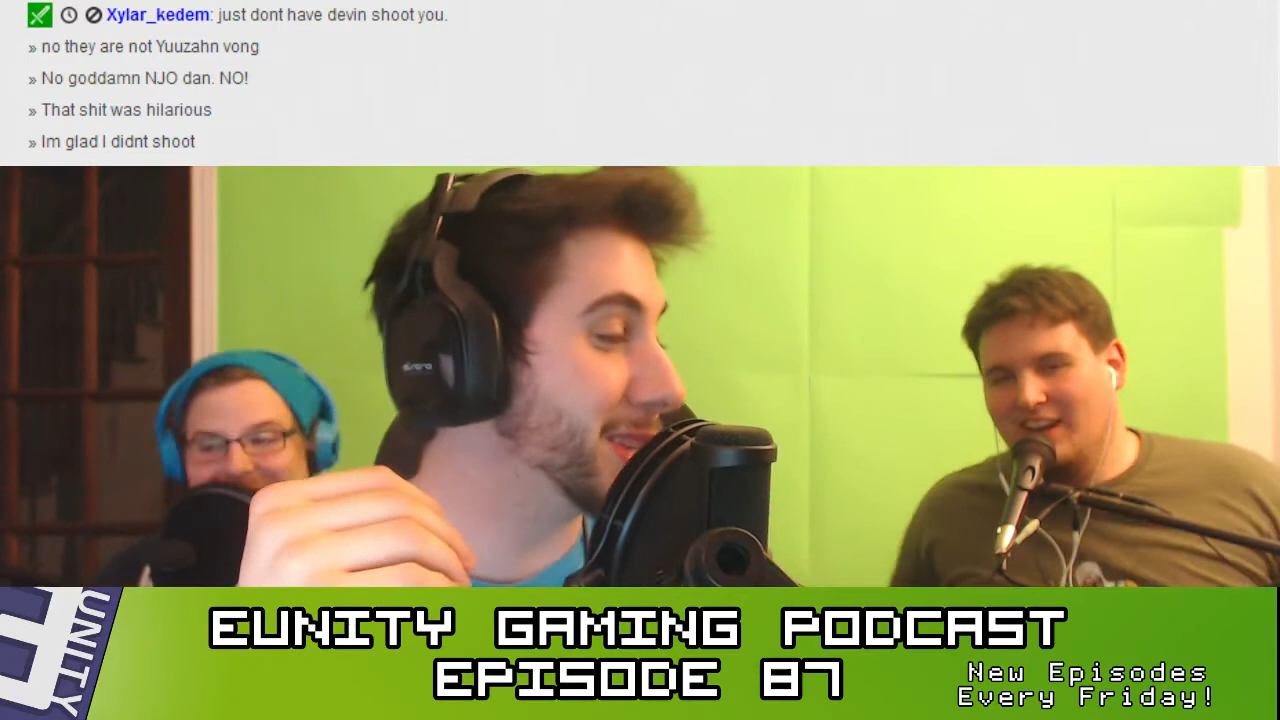 Xylar_kedem: just dont have devin shoot you.
» no they are not Yuuzahn vong
» No goddamn NJO dan. NO!
» That shit was hilarious
» Im glad I didnt shoot
ASTRO
E
UNITY
EUNITY GAMING PODCAST
EPISODE 87
New Episodes
Every Friday!